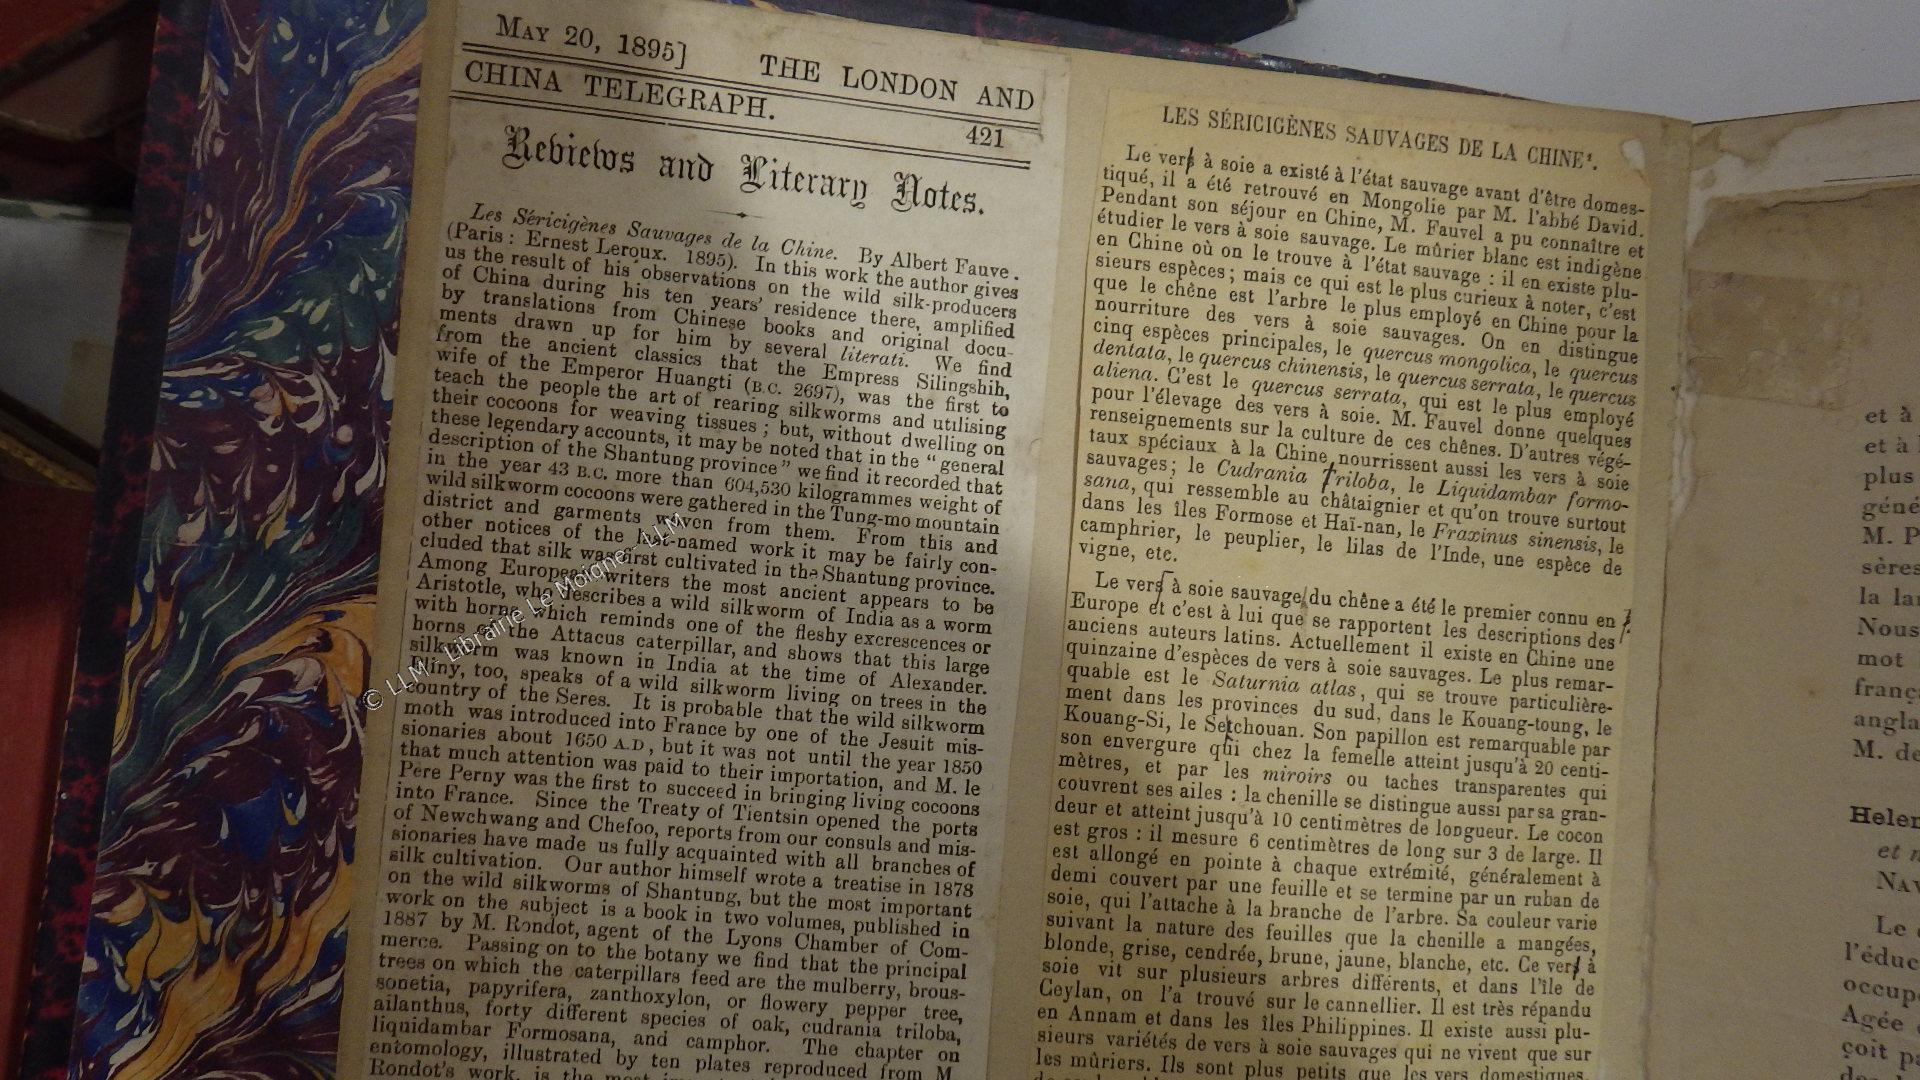 MAY 20, 1895]
THE LONDON AND
CHINA TELEGRAPH.
421
Reviews and Literary Notes.
Les Séricigènes Sauvages de la Chine. By Albert Fauve.
(Paris: Ernest Leroux. 1895). In this work the author gives
us the result of his observations on the wild silk-producers
of China during his ten years' residence there, amplified
by translations from Chinese books and original docu-
ments drawn up for him by several literati. We find
from the ancient classics that the Empress Silingshih,
wife of the Emperor Huangti (B.C. 2697), was the first to
teach the people the art of rearing silkworms and utilising
their cocoons for weaving tissues; but, without dwelling on
these legendary accounts, it may be noted that in the "general
description of the Shantung province" we find it recorded that
in the year 43 B.C. more than 604,530 kilogrammes weight of
wild silkworm cocoons were gathered in the Tung-mo mountain
district and garments woven from them. From this and
other notices of the last-named work it may be fairly con-
cluded that silk was first cultivated in the Shantung province.
Among European writers the most ancient appears to be
Aristotle, who describes a wild silkworm of India as a worm
with horns which reminds one of the fleshy excrescences or
horns of the Attacus caterpillar, and shows that this large
silkworm was known in India at the time of Alexander.
Pliny, too, speaks of a wild silkworm living on trees in the
country of the Seres. It is probable that the wild silkworm
moth was introduced into France by one of the Jesuit mis-
sionaries about 1650 A.D, but it was not until the year 1850
that much attention was paid to their importation, and M. le
Père Perny was the first to succeed in bringing living cocoons
into France. Since the Treaty of Tientsin opened the ports
of Newchwang and Chefoo, reports from our consuls and mis-
sionaries have made us fully acquainted with all branches of
silk cultivation. Our author himself wrote a treatise in 1878
on the wild silkworms of Shantung, but the most important
work on the subject is a book in two volumes, published in
1887 by M. Rondot, agent of the Lyons Chamber of Com-
merce. Passing on to the botany we find that the principal
trees on which the caterpillars feed are the mulberry, brous-
sonetia, papyrifera, zanthoxylon, or flowery pepper tree,
ailanthus, forty different species of oak, cudrania triloba,
liquidambar Formosana, and camphor. The chapter on
entomology, illustrated by ten plates reproduced from M.
Rondot's work, is the most
LES SÉRICIGÈNES SAUVAGES DE LA CHINE¹.
Le vers à soie a existé à l'état sauvage avant d'être domes-
tiqué, il a été retrouvé en Mongolie par M. l'abbé David.
Pendant son séjour en Chine, M. Fauvel a pu connaître et
étudier le vers à soie sauvage. Le mûrier blanc est indigène
en Chine où on le trouve à l'état sauvage : il en existe plu-
sieurs espèces; mais ce qui est le plus curieux à noter, c'est
que le chêne est l'arbre le plus employé en Chine pour la
nourriture des vers à soie sauvages. On en distingue
cinq espèces principales, le quercus mongolica, le quercus
dentata, le quercus chinensis, le quercus serrata, le quercus
aliena. C'est le quercus serrata, qui est le plus employé
pour l'élevage des vers à soie. M. Fauvel donne quelques
renseignements sur la culture de ces chênes. D'autres végé-
taux spéciaux à la Chine nourrissent aussi les vers à soie
sauvages; le Cudrania Triloba, le Liquidambar formo-
sana, qui ressemble au châtaignier et qu'on trouve surtout
dans les îles Formose et Haï-nan, le Fraxinus sinensis, le
camphrier, le peuplier, le lilas de l'Inde, une espèce de
vigne, etc.
Le vers à soie sauvage du chêne a été le premier connu en
Europe et c'est à lui que se rapportent les descriptions des
anciens auteurs latins. Actuellement il existe en Chine une
quinzaine d'espèces de vers à soie sauvages. Le plus remar-
quable est le Saturnia atlas, qui se trouve particulière-
ment dans les provinces du sud, dans le Kouang-toung, le
Kouang-Si, le Setchouan. Son papillon est remarquable par
son envergure qui chez la femelle atteint jusqu'à 20 centi-
mètres, et par les miroirs ou taches transparentes qui
couvrent ses ailes : la chenille se distingue aussi par sa gran-
deur et atteint jusqu'à 10 centimètres de longueur. Le cocon
est gros : il mesure 6 centimètres de long sur 3 de large. Il
est allongé en pointe à chaque extrémité, généralement à
demi couvert par une feuille et se termine par un ruban de
soie, qui l'attache à la branche de l'arbre. Sa couleur varie
suivant la nature des feuilles que la chenille a mangées,
blonde, grise, cendrée, brune, jaune, blanche, etc. Ce vers à
soie vit sur plusieurs arbres différents, et dans l'île de
Ceylan, on l'a trouvé sur le cannellier. Il est très répandu
en Annam et dans les îles Philippines. Il existe aussi plu-
sieurs variétés de vers à soie sauvages qui ne vivent que sur
les mûriers. Ils sont plus petits que les vers domestiques.
et à
et à
plus
géné
M. P
sères
la lan
Nous
mot
franç
angla
M. de
Helen
et n
NAV
Le
l'éduc
occup
Agée
çoit pa
© LLM - Librairie Le Moigne - LLM